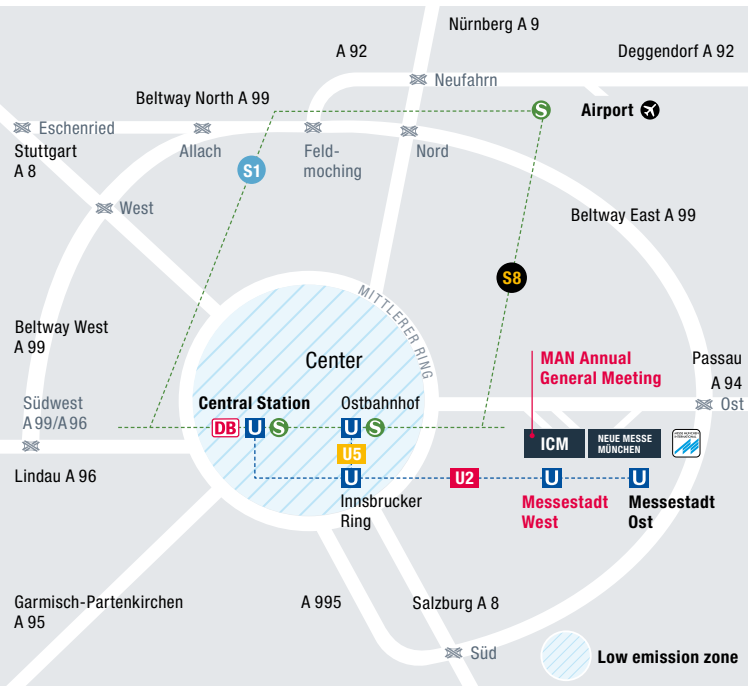 Nürnberg A 9
A 92
Deggendorf A 92
Neufahrn
Beltway North A 99
Airport
S
Eschenried
Allach
Feld-
moching
Nord
Stuttgart
A 8
S1
West
Beltway East A 99
S8
MITTLERER RING
Beltway West
A 99
Center
MAN Annual
General Meeting
Passau
A 94
Ost
Südwest
A 99/A 96
Central Station
Ostbahnhof
DB U S
U S
ICM
NEUE MESSE
MÜNCHEN
U5
Lindau A 96
U
U2
U
U
Innsbrucker
Ring
Messestadt
West
Messestadt
Ost
Garmisch-Partenkirchen
A 95
A 995
Salzburg A 8
Süd
Low emission zone